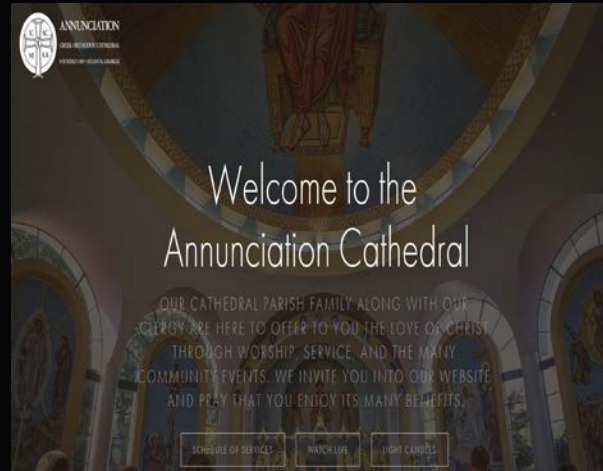 ANNUNCIATION
GREEK ORTHODOX CATHEDRAL
Welcome to the
Annunciation Cathedral
OUR CATHEDRAL PARISH FAMILY ALONG WITH OUR
CLERGY ARE HERE TO OFFER TO YOU THE LOVE OF CHRIST
THROUGH WORSHIP, SERVICE, AND THE MANY
COMMUNITY EVENTS. WE INVITE YOU INTO OUR WEBSITE
AND PRAY THAT YOU ENJOY ITS MANY BENEFITS.
SCHEDULE OF SERVICES
WATCH LIVE
LIGHT CANDLES